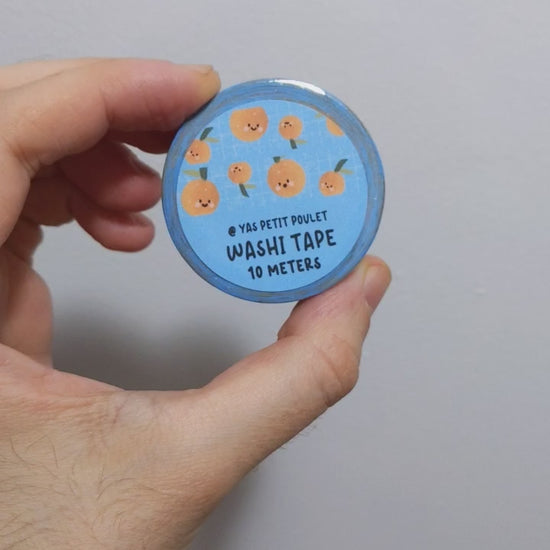 @ YAS PETIT POULET
WASHI TAPE
10 METERS